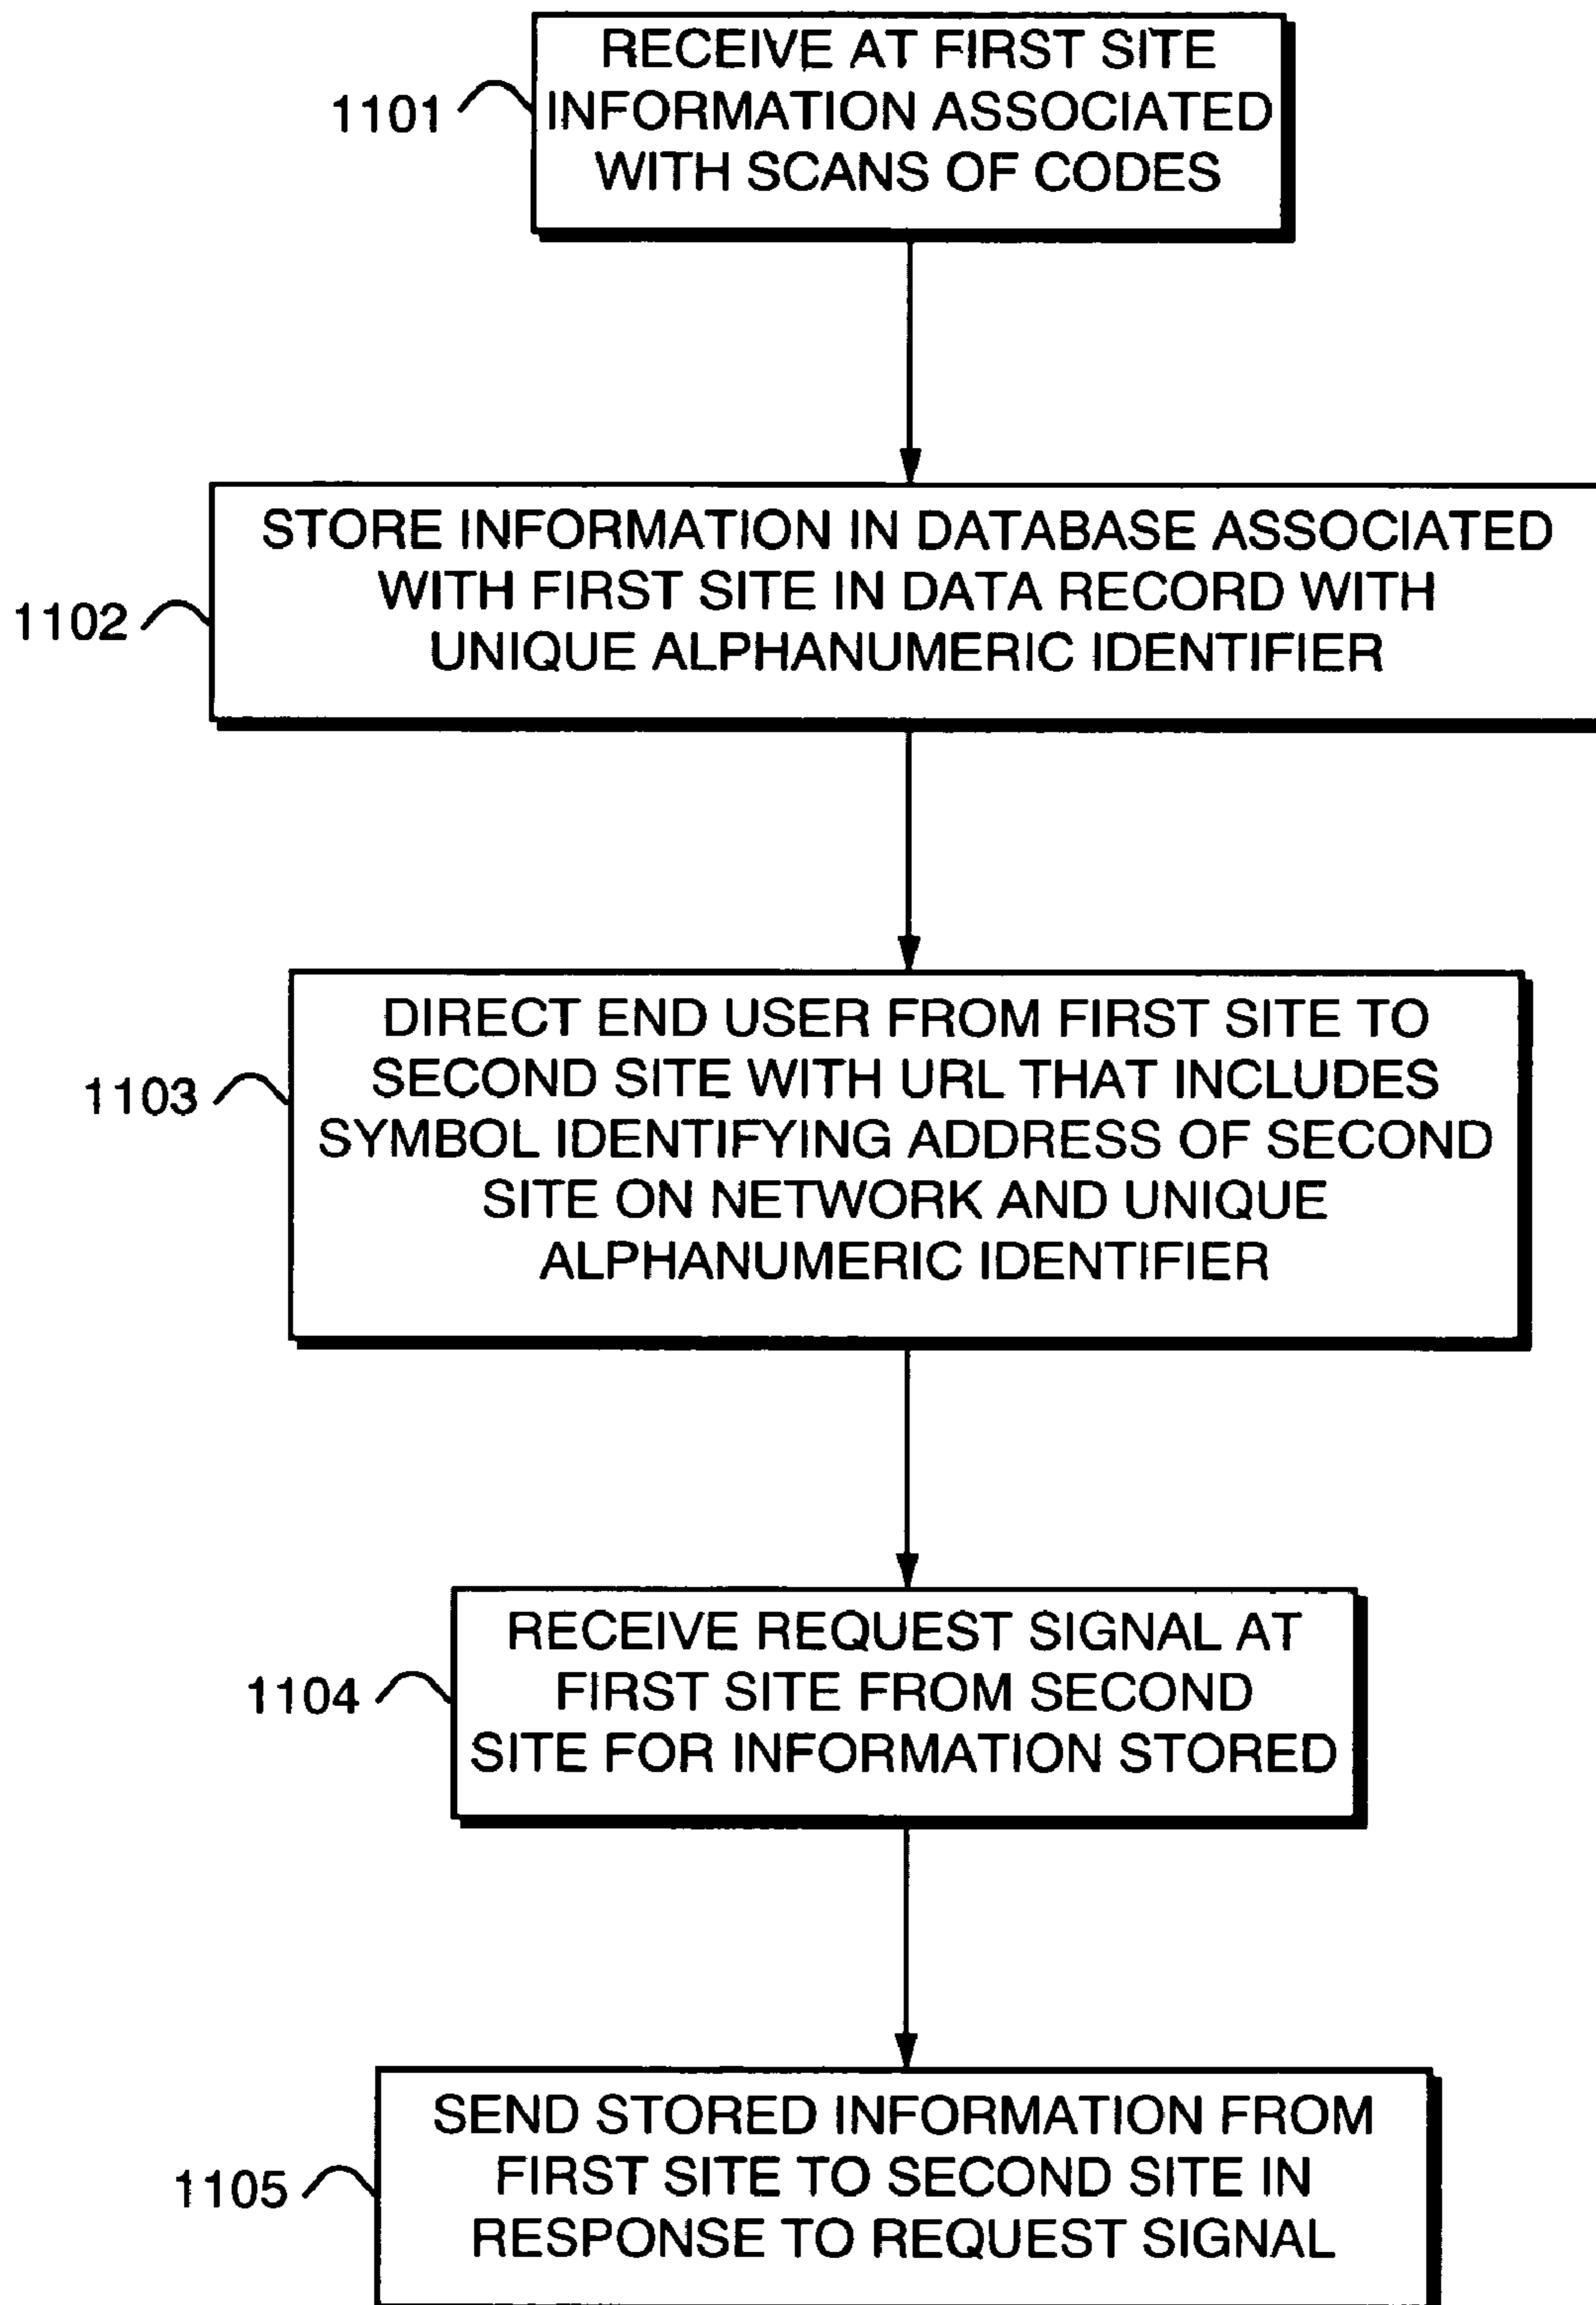 RECEIVE AT FIRST SITE
INFORMATION ASSOCIATED
WITH SCANS OF CODES
1101
STORE INFORMATION IN DATABASE ASSOCIATED
WITH FIRST SITE IN DATA RECORD WITH
UNIQUE ALPHANUMERIC IDENTIFIER
1102
DIRECT END USER FROM FIRST SITE TO
SECOND SITE WITH URL THAT INCLUDES
SYMBOL IDENTIFYING ADDRESS OF SECOND
SITE ON NETWORK AND UNIQUE
ALPHANUMERIC IDENTIFIER
1103
RECEIVE REQUEST SIGNAL AT
FIRST SITE FROM SECOND
SITE FOR INFORMATION STORED
1104
SEND STORED INFORMATION FROM
FIRST SITE TO SECOND SITE IN
RESPONSE TO REQUEST SIGNAL
1105